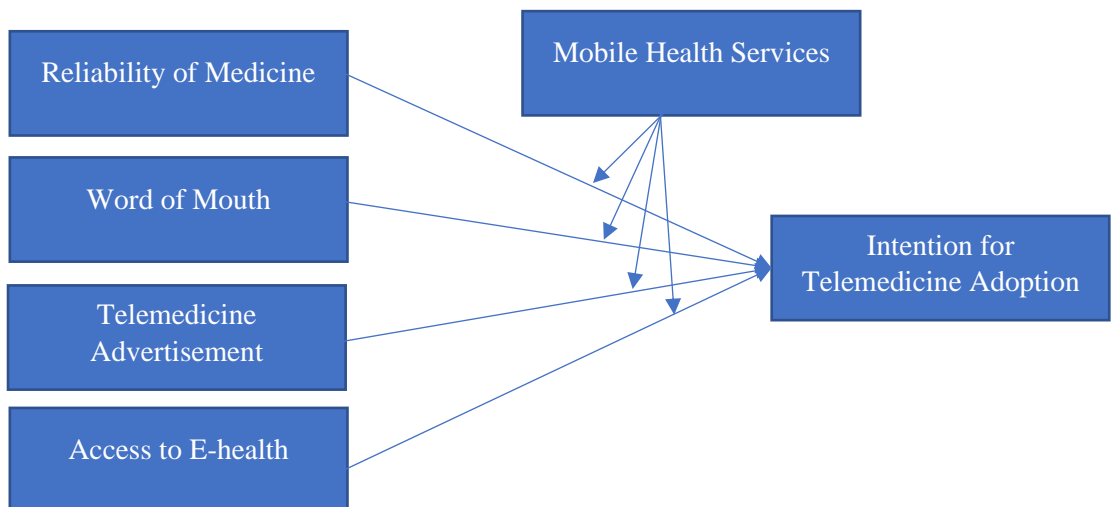 Reliability of Medicine
Mobile Health Services
Word of Mouth
Intention for
Telemedicine Adoption
Telemedicine
Advertisement
Access to E-health